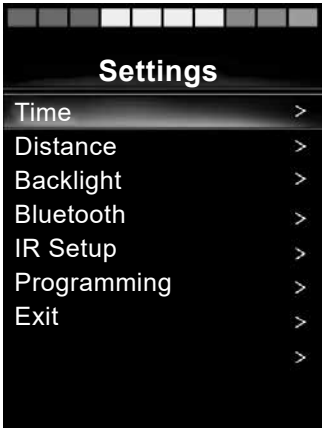 Settings
Time >
Distance >
Backlight >
Bluetooth >
IR Setup >
Programming >
Exit >
>